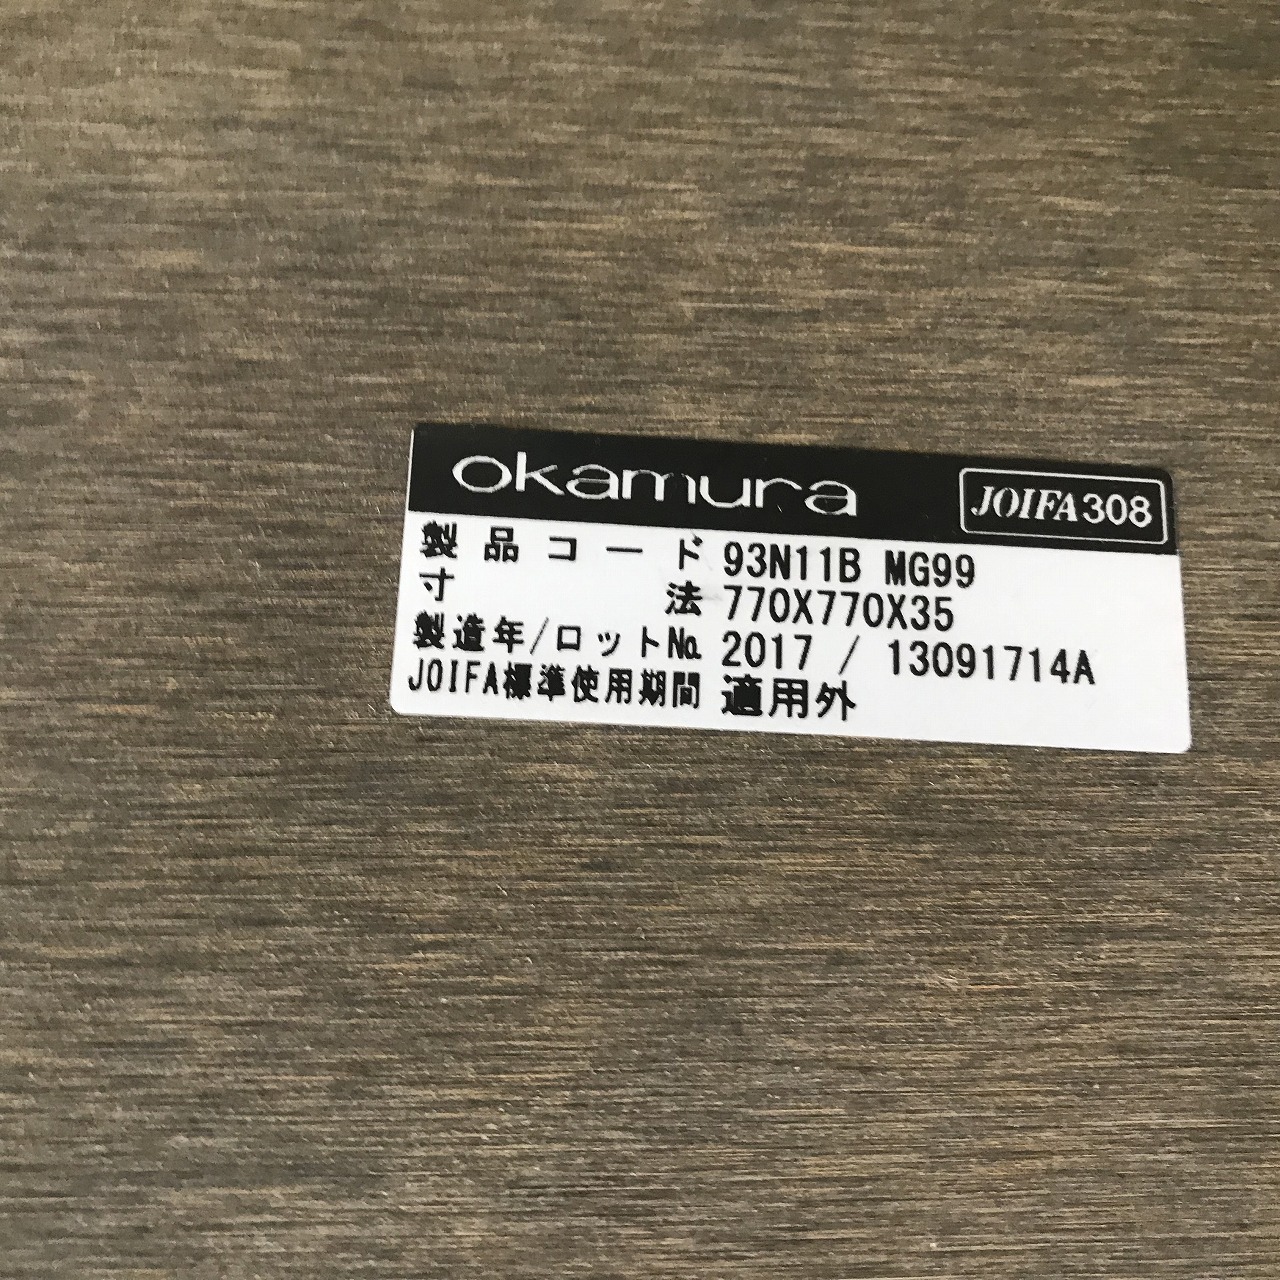 okamura JOIFA308
製品コード 93N11B MG99
寸法 770X770X35
製造年/ロット№ 2017 / 13091714A
JOIFA標準使用期間 適用外